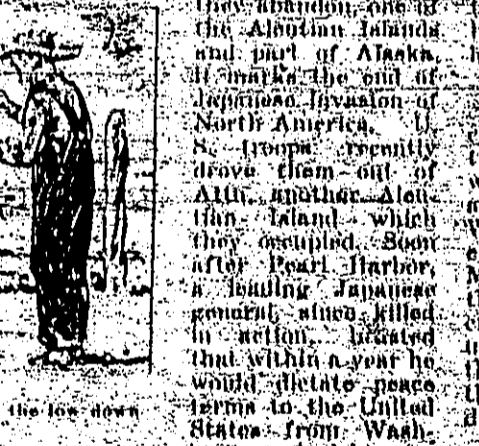 they abandon, one of
the Aleutian Islands
and part of Alaska.
It marks the end of
Japanese Invasion of
North America. U.
S. troops recently
drove them out of
Attu, another Aleu-
tian Island which
they occupied. Soon
after Pearl Harbor,
a leading Japanese
general, since killed
in action, boasted
that within a year he
would dictate peace
terms to the United
States from Wash-
the low down